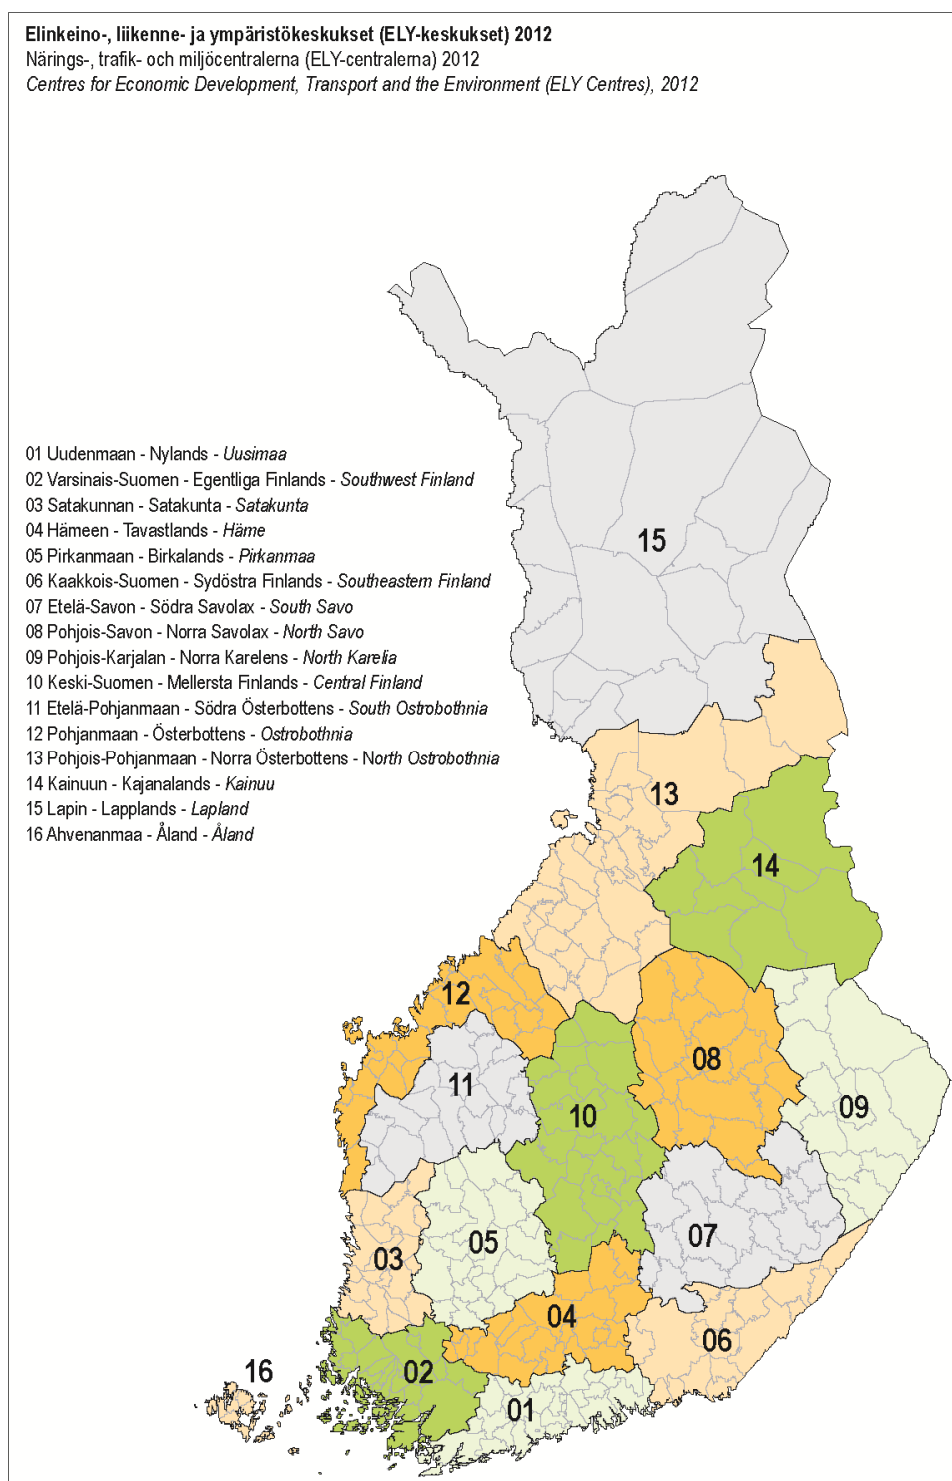 Elinkeino-, liikenne- ja ympäristökeskukset (ELY-keskukset) 2012
Närings-, trafik- och miljöcentralerna (ELY-centralerna) 2012
Centres for Economic Development, Transport and the Environment (ELY Centres), 2012
01 Uudenmaan - Nylands - Uusimaa
02 Varsinais-Suomen - Egentliga Finlands - Southwest Finland
03 Satakunnan - Satakunta - Satakunta
04 Hämeen - Tavastlands - Häme
05 Pirkanmaan - Birkalands - Pirkanmaa
06 Kaakkois-Suomen - Sydöstra Finlands - Southeastern Finland
07 Etelä-Savon - Södra Savolax - South Savo
08 Pohjois-Savon - Norra Savolax - North Savo
09 Pohjois-Karjalan - Norra Karelens - North Karelia
10 Keski-Suomen - Mellersta Finlands - Central Finland
11 Etelä-Pohjanmaan - Södra Österbottens - South Ostrobothnia
12 Pohjanmaan - Österbottens - Ostrobothnia
13 Pohjois-Pohjanmaan - Norra Österbottens - North Ostrobothnia
14 Kainuun - Kajanalands - Kainuu
15 Lapin - Lapplands - Lapland
16 Ahvenanmaa - Åland - Åland
15
13
14
12
08
11
09
10
07
05
03
04
06
16
02
01